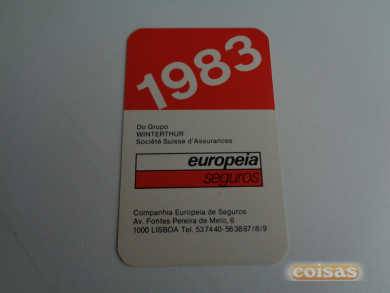 1983
Do Grupo
WINTERTHUR
Société Suisse d'Assurances
europeia
seguros
Companhia Europeia de Seguros
Av. Fontes Pereira de Melo, 6
1000 LISBOA Tel. 537440-563887/8/9
coisas